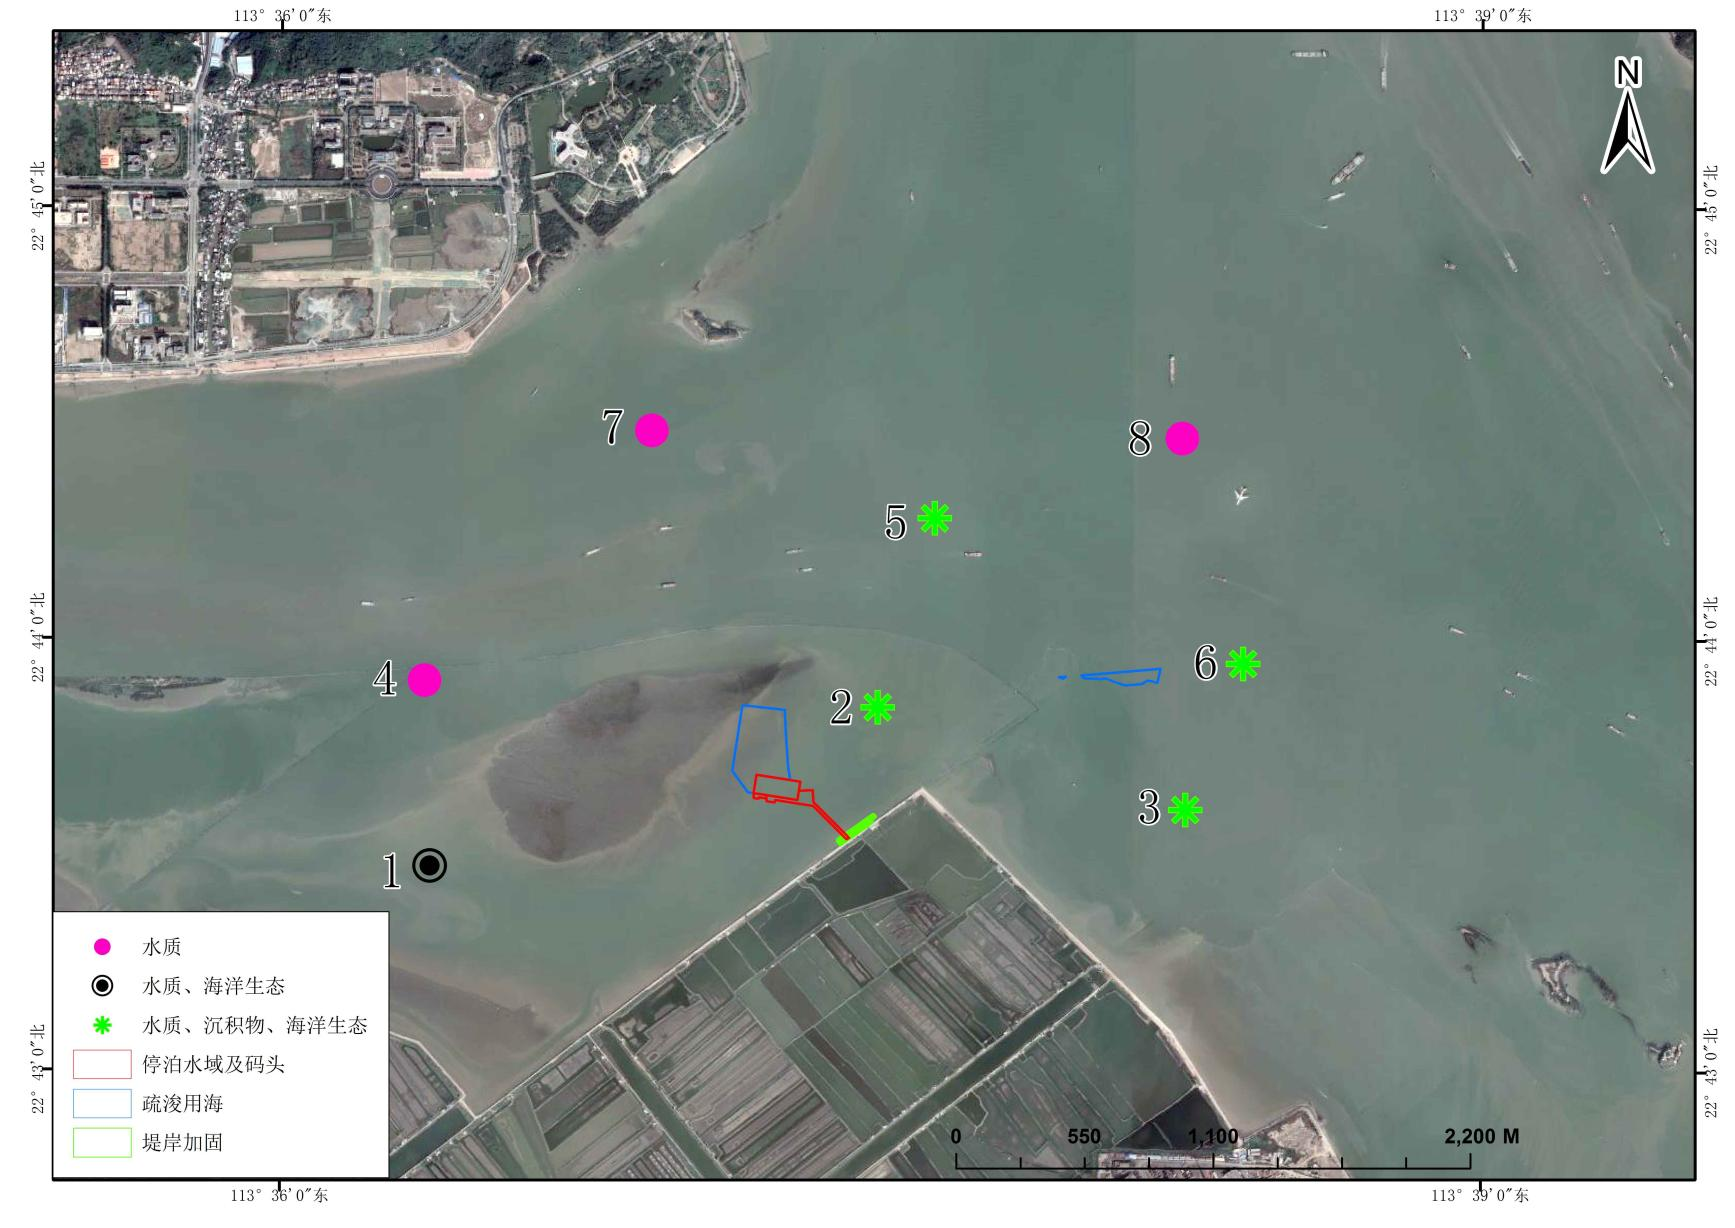 113° 36'0"东
113° 39'0"东
N
22° 45'0"北
22° 45'0"北
7
8
5
22° 44'0"北
22° 44'0"北
4
6
2
3
1
水质
水质、海洋生态
水质、沉积物、海洋生态
停泊水域及码头
疏浚用海
堤岸加固
22° 43'0"北
22° 43'0"北
0 550 1,100 2,200 M
113° 36'0"东
113° 39'0"东